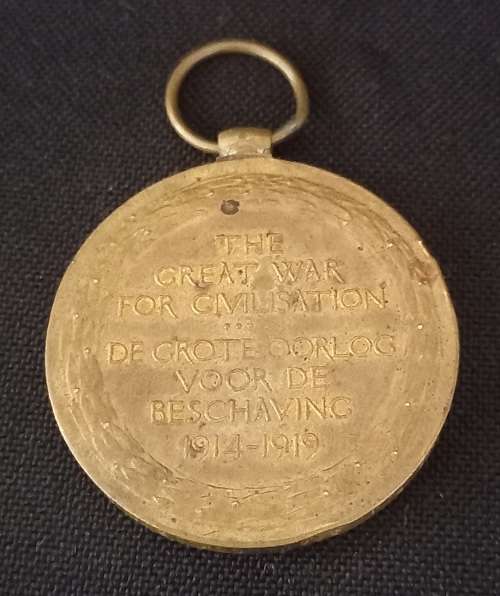 THE
GREAT WAR
FOR CIVILISATION
DE GROTE OORLOG
VOOR DE
BESCHAVING
1914-1919